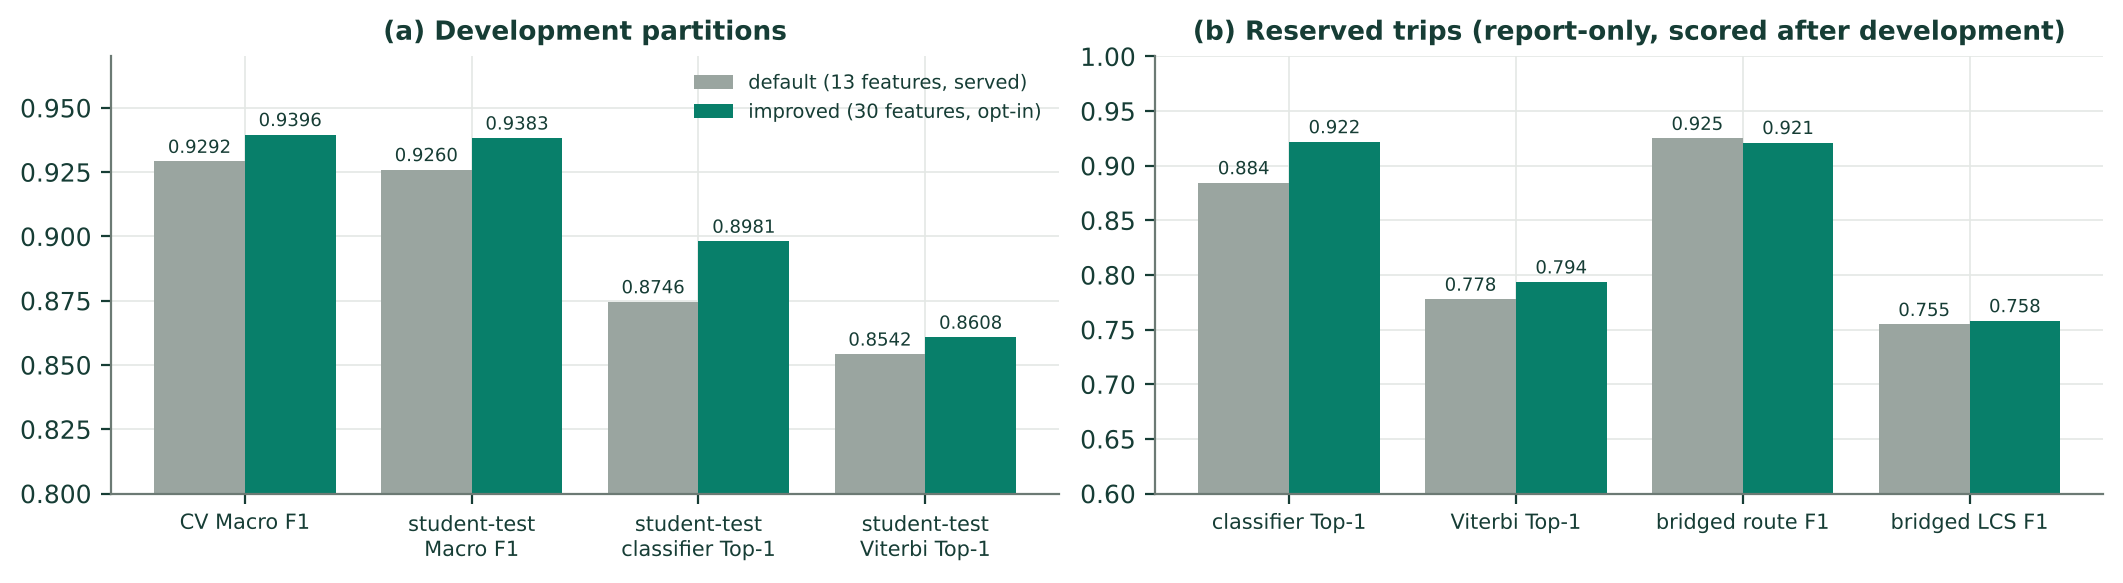 (a) Development partitions
default (13 features, served)
improved (30 features, opt-in)
0.950
0.925
0.900
0.875
0.850
0.825
0.800
0.9292
0.9396
0.9260
0.9383
0.8746
0.8981
0.8542
0.8608
CV Macro F1
student-test
Macro F1
student-test
classifier Top-1
student-test
Viterbi Top-1
(b) Reserved trips (report-only, scored after development)
1.00
0.95
0.90
0.85
0.80
0.75
0.70
0.65
0.60
0.884
0.922
0.778
0.794
0.925
0.921
0.755
0.758
classifier Top-1
Viterbi Top-1
bridged route F1
bridged LCS F1